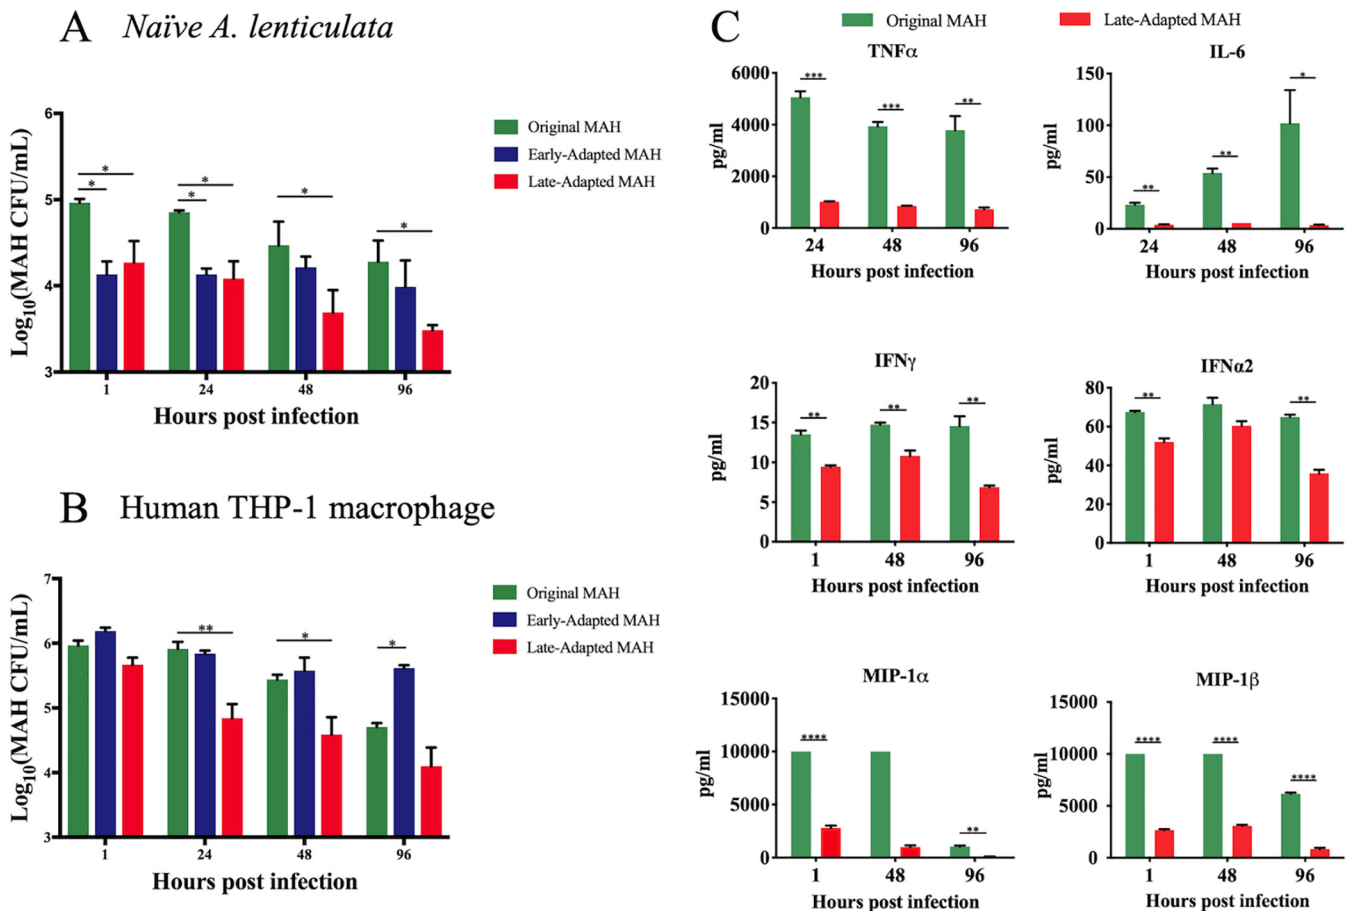 A Naïve A. lenticulata
Log10(MAH CFU/mL)
6
5
4
3
* * * * * *
1 24 48 96
Hours post infection
Original MAH
Early-Adapted MAH
Late-Adapted MAH
B Human THP-1 macrophage
Log10(MAH CFU/mL)
7
6
5
4
3
** * *
1 24 48 96
Hours post infection
Original MAH
Early-Adapted MAH
Late-Adapted MAH
C
Original MAH Late-Adapted MAH
TNFα
pg/ml
6000
4000
2000
0
*** *** **
24 48 96
Hours post infection
IL-6
pg/ml
150
100
50
0
** ** *
24 48 96
Hours post infection
IFNγ
pg/ml
20
15
10
5
0
** ** **
1 48 96
Hours post infection
IFNα2
pg/ml
80
60
40
20
0
** **
1 48 96
Hours post infection
MIP-1α
pg/ml
15000
10000
5000
0
**** **
1 48 96
Hours post infection
MIP-1β
pg/ml
15000
10000
5000
0
**** **** ****
1 48 96
Hours post infection